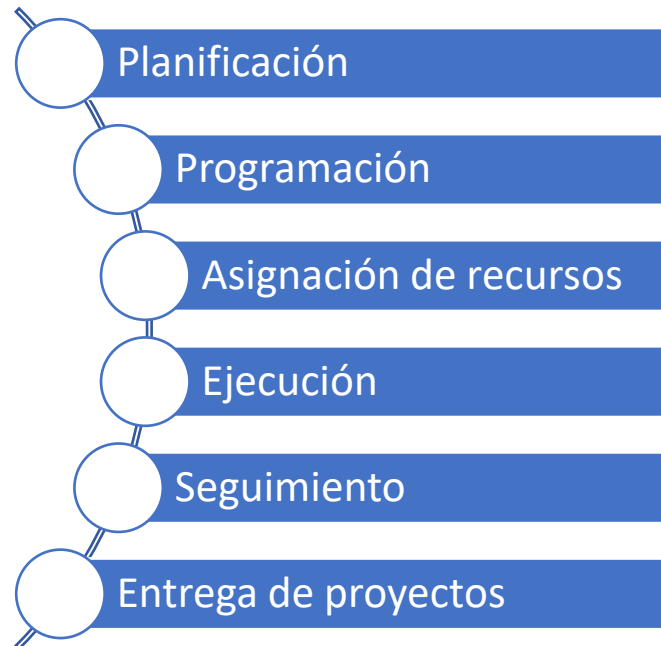 Planificación
Programación
Asignación de recursos
Ejecución
Seguimiento
Entrega de proyectos